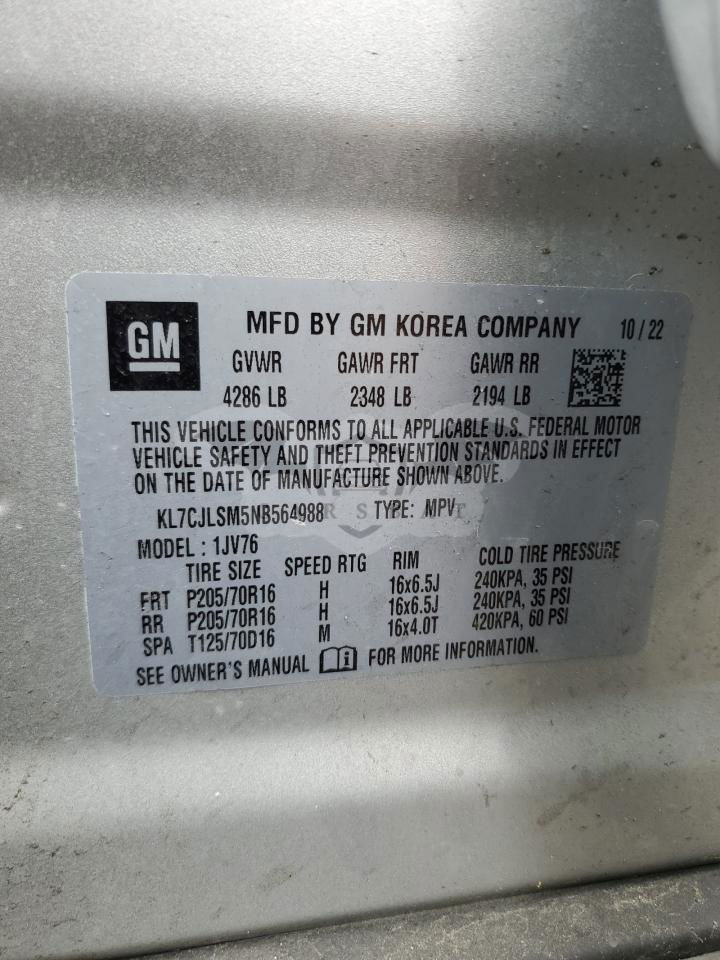 GM
MFD BY GM KOREA COMPANY 10 / 22
GVWR GAWR FRT GAWR RR
4286 LB 2348 LB 2194 LB
THIS VEHICLE CONFORMS TO ALL APPLICABLE U.S. FEDERAL MOTOR
VEHICLE SAFETY AND THEFT PREVENTION STANDARDS IN EFFECT
ON THE DATE OF MANUFACTURE SHOWN ABOVE.
KL7CJLSM5NB564988 TYPE: MPV
MODEL : 1JV76
TIRE SIZE SPEED RTG RIM COLD TIRE PRESSURE
FRT P205/70R16 H 16x6.5J 240KPA, 35 PSI
RR P205/70R16 H 16x6.5J 240KPA, 35 PSI
SPA T125/70D16 M 16x4.0T 420KPA, 60 PSI
SEE OWNER'S MANUAL FOR MORE INFORMATION.